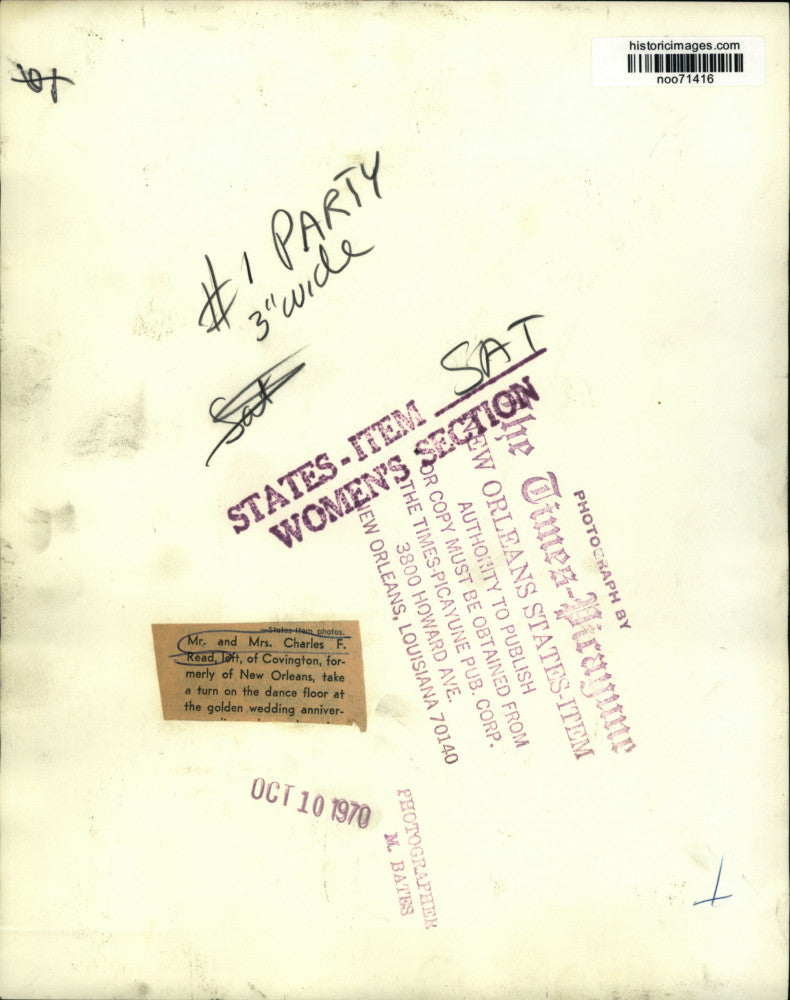 historicimages.com
noo71416
#1 PARTY
3" wide
Sat
SAT
STATES-ITEM
WOMEN'S SECTION
PHOTOGRAPH BY
The Times-Picayune
NEW ORLEANS STATES-ITEM
AUTHORITY TO PUBLISH
OR COPY MUST BE OBTAINED FROM
THE TIMES-PICAYUNE PUB. CORP.
3800 HOWARD AVE.
NEW ORLEANS, LOUISIANA 70140
—States-Item photos.
Mr. and Mrs. Charles F.
Read, left, of Covington, for-
merly of New Orleans, take
a turn on the dance floor at
the golden wedding anniver-
OCT 10 1970
PHOTOGRAPHER
M. BATES